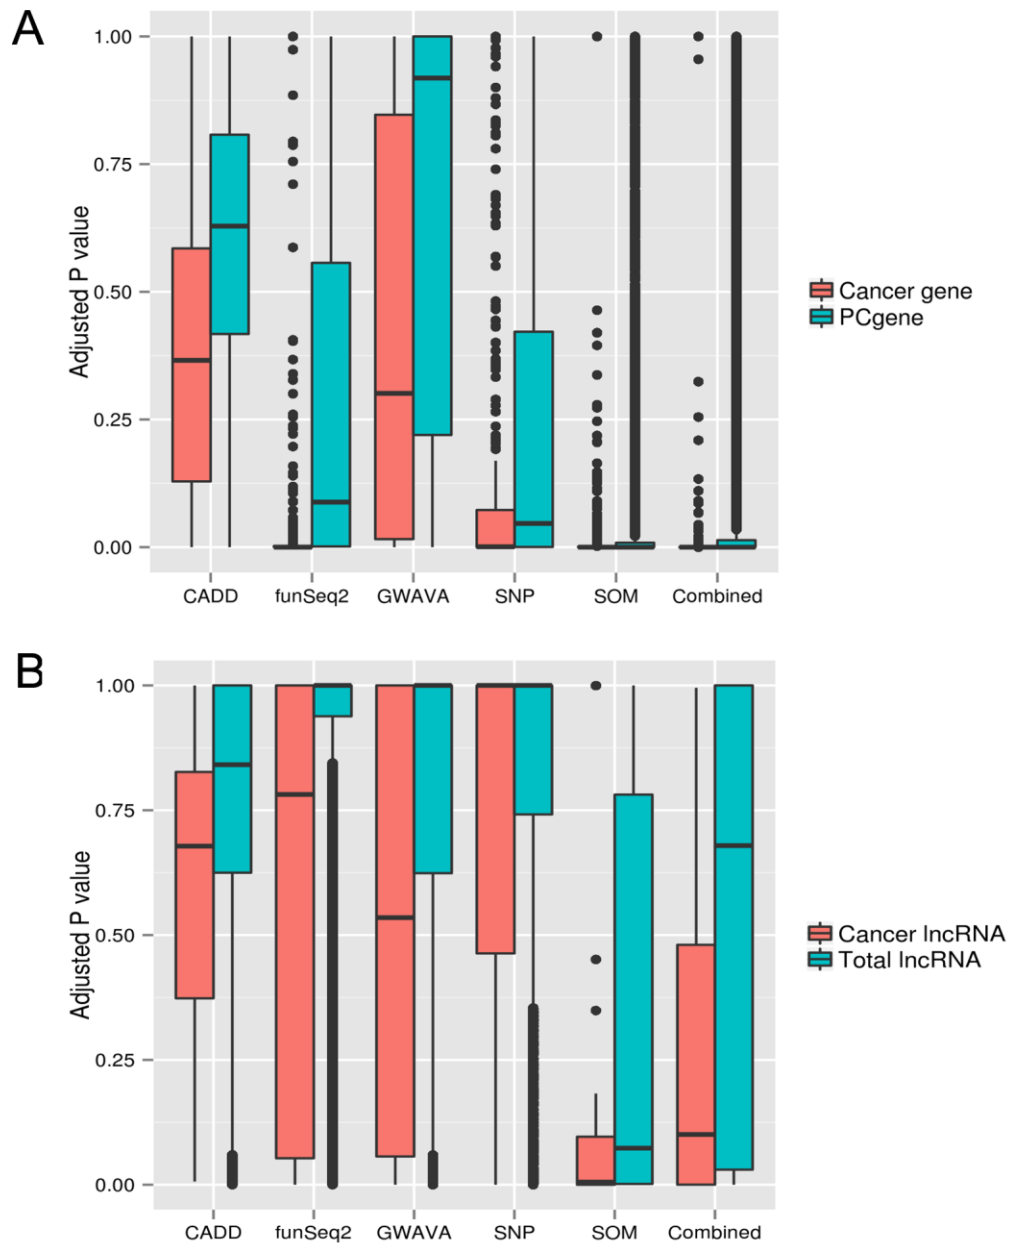 A
Adjusted P value
1.00
0.75
0.50
0.25
0.00
CADD funSeq2 GWAVA SNP SOM Combined
Cancer gene
PCgene
B
Adjusted P value
1.00
0.75
0.50
0.25
0.00
CADD funSeq2 GWAVA SNP SOM Combined
Cancer lncRNA
Total lncRNA